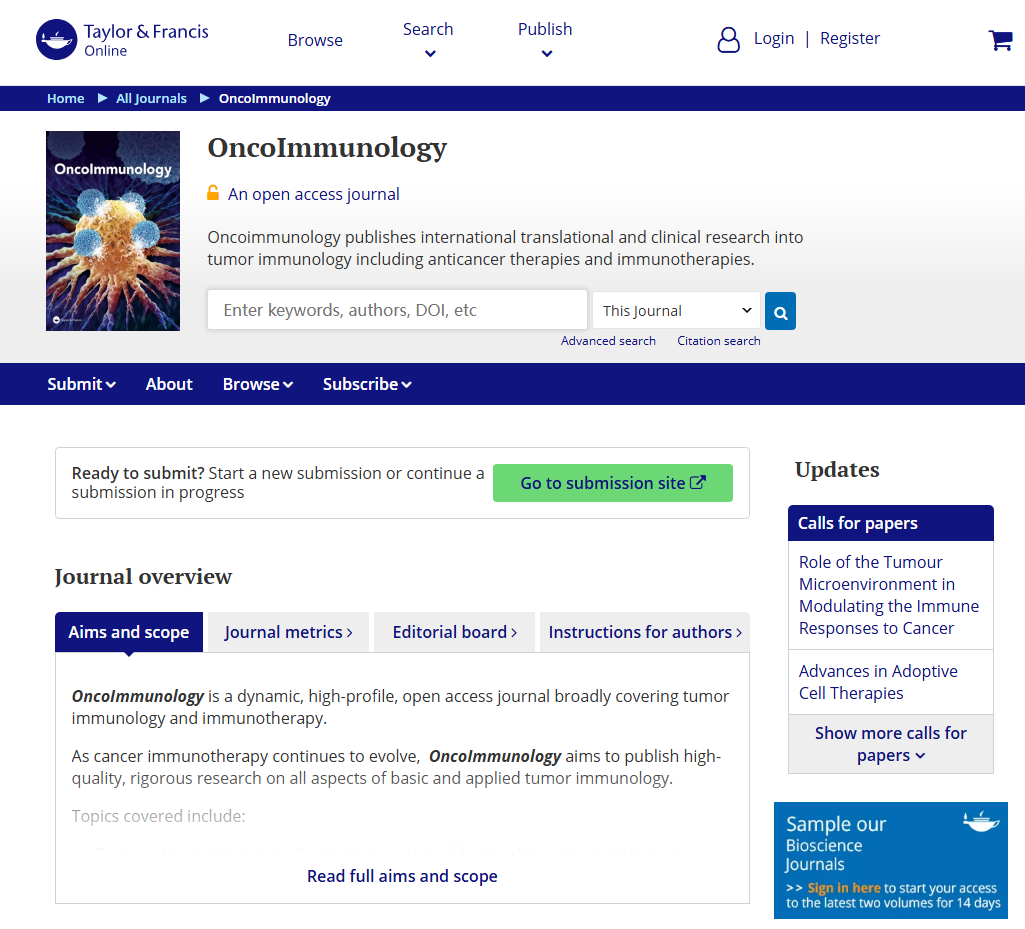 Taylor & Francis
Online
Browse
Search
Publish
Login | Register
Home All Journals OncoImmunology
OncoImmunology
OncoImmunology
An open access journal
Oncoimmunology publishes international translational and clinical research into
tumor immunology including anticancer therapies and immunotherapies.
Enter keywords, authors, DOI, etc
This Journal
Advanced search Citation search
Submit About Browse Subscribe
Ready to submit? Start a new submission or continue a
submission in progress
Go to submission site
Journal overview
Aims and scope Journal metrics Editorial board Instructions for authors
OncoImmunology is a dynamic, high-profile, open access journal broadly covering tumor
immunology and immunotherapy.
As cancer immunotherapy continues to evolve, OncoImmunology aims to publish high-
quality, rigorous research on all aspects of basic and applied tumor immunology.
Topics covered include:
Read full aims and scope
Updates
Calls for papers
Role of the Tumour
Microenvironment in
Modulating the Immune
Responses to Cancer
Advances in Adoptive
Cell Therapies
Show more calls for
papers
Sample our
Bioscience
Journals
>> Sign in here to start your access
to the latest two volumes for 14 days